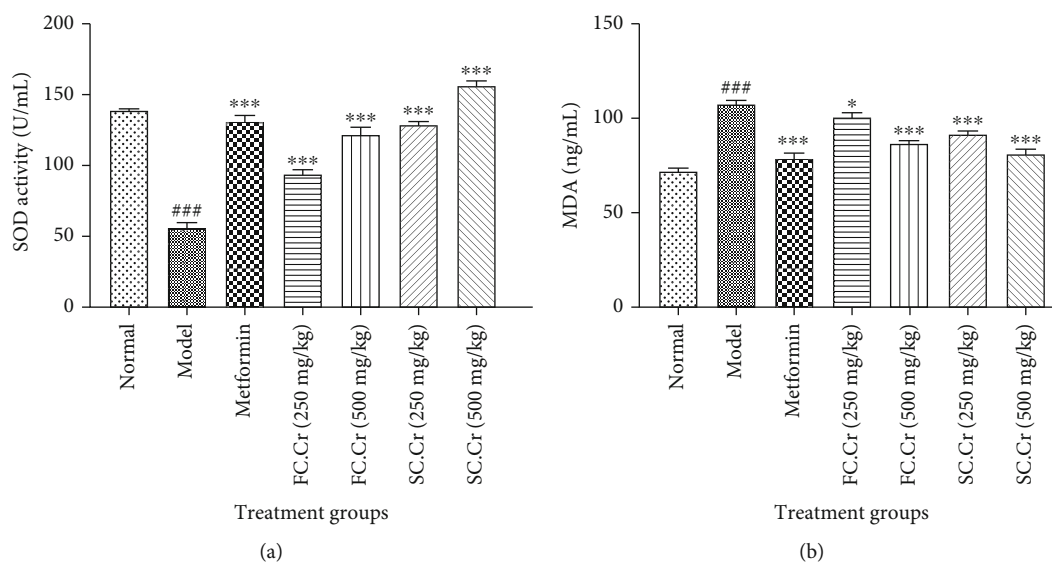 SOD activity (U/mL)
200
150
100
50
0
###
***
***
***
***
***
Normal
Model
Metformin
FC.Cr (250 mg/kg)
FC.Cr (500 mg/kg)
SC.Cr (250 mg/kg)
SC.Cr (500 mg/kg)
Treatment groups
(a)
MDA (ng/mL)
150
100
50
0
###
***
*
***
***
***
Normal
Model
Metformin
FC.Cr (250 mg/kg)
FC.Cr (500 mg/kg)
SC.Cr (250 mg/kg)
SC.Cr (500 mg/kg)
Treatment groups
(b)